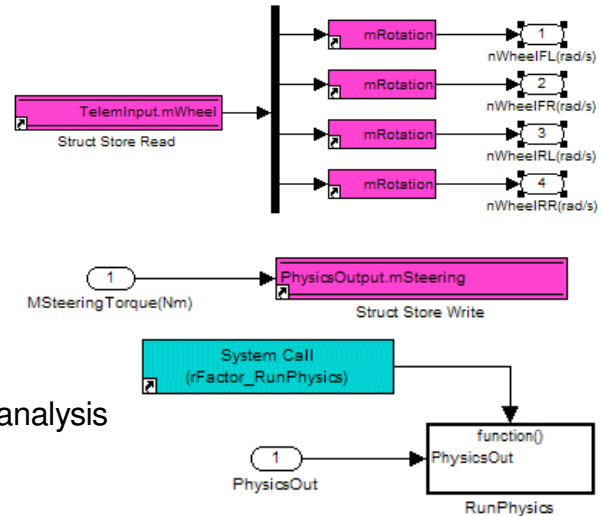 mRotation
1
nWheelFL(rad/s)
mRotation
2
nWheelFR(rad/s)
TelemInput.mWheel
Struct Store Read
mRotation
3
nWheelRL(rad/s)
mRotation
4
nWheelRR(rad/s)
1
MSteeringTorque(Nm)
PhysicsOutput.mSteering
Struct Store Write
System Call
(rFactor_RunPhysics)
analysis
function()
1
PhysicsOut
PhysicsOut
RunPhysics